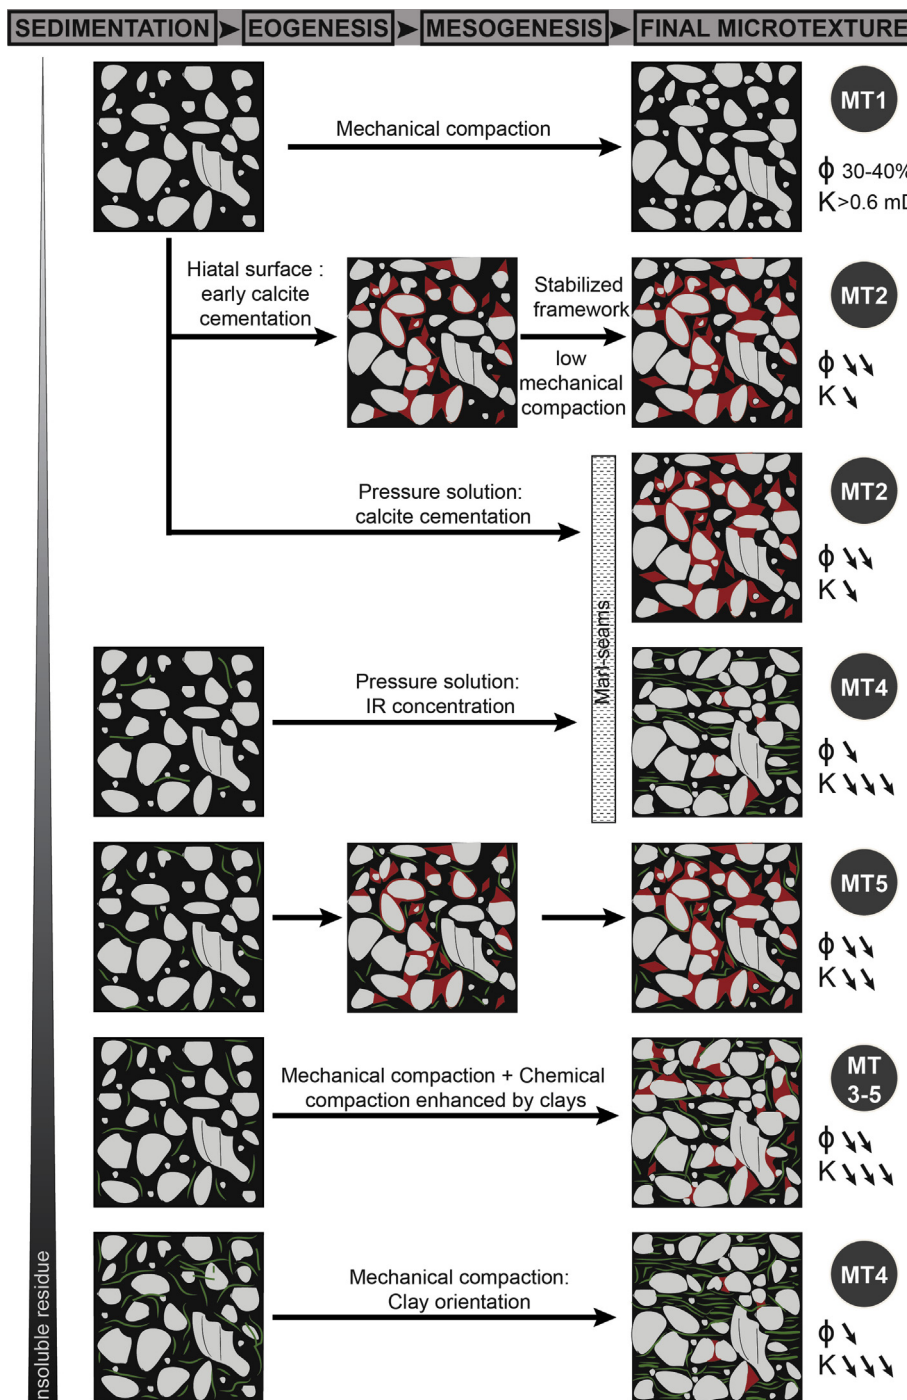 SEDIMENTATION EOGENESIS MESOGENESIS FINAL MICROTEXTURE
Mechanical compaction
MT1
ϕ 30-40%
K>0.6 mD
Hiatal surface :
early calcite
cementation
Stabilized
framework
low
mechanical
compaction
MT2
ϕ ↘↘
K ↘
Pressure solution:
calcite cementation
MT2
ϕ ↘↘
K ↘
Marl-seams
Pressure solution:
IR concentration
MT4
ϕ ↘
K ↘↘↘
MT5
ϕ ↘↘
K ↘↘
Mechanical compaction + Chemical
compaction enhanced by clays
MT
3-5
ϕ ↘↘
K ↘↘↘
Mechanical compaction:
Clay orientation
MT4
ϕ ↘
K ↘↘↘
nsoluble residue